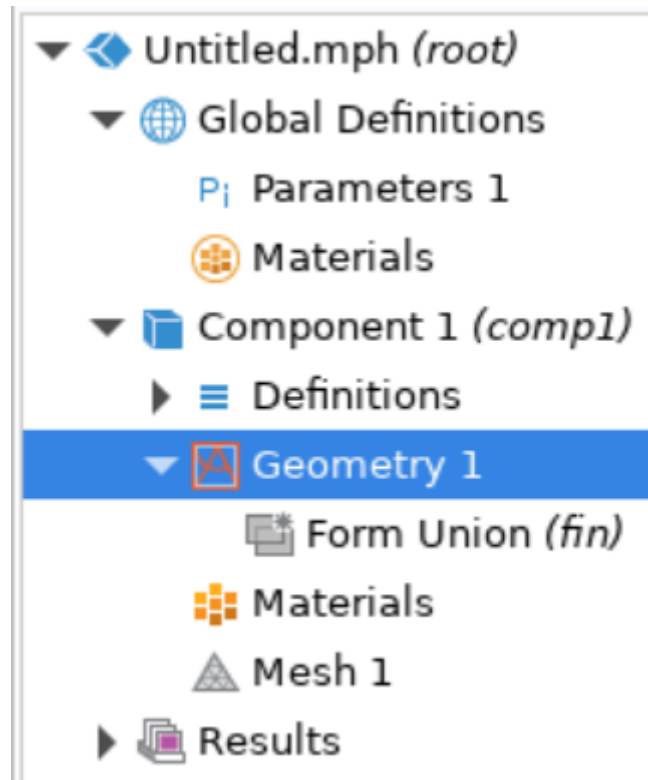 Untitled.mph (root)
Global Definitions
Pi Parameters 1
Materials
Component 1 (comp1)
Definitions
Geometry 1
Form Union (fin)
Materials
Mesh 1
Results